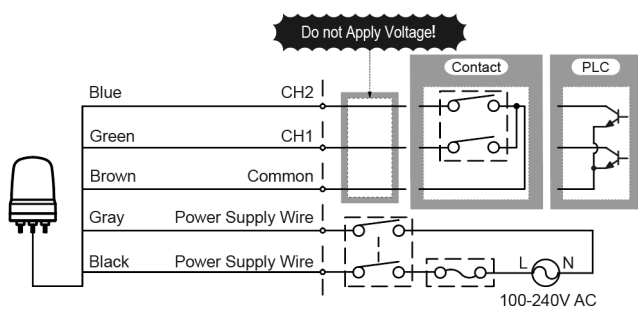 Do not Apply Voltage!
Contact
PLC
Blue CH2
Green CH1
Brown Common
Gray Power Supply Wire
Black Power Supply Wire
L N
100-240V AC